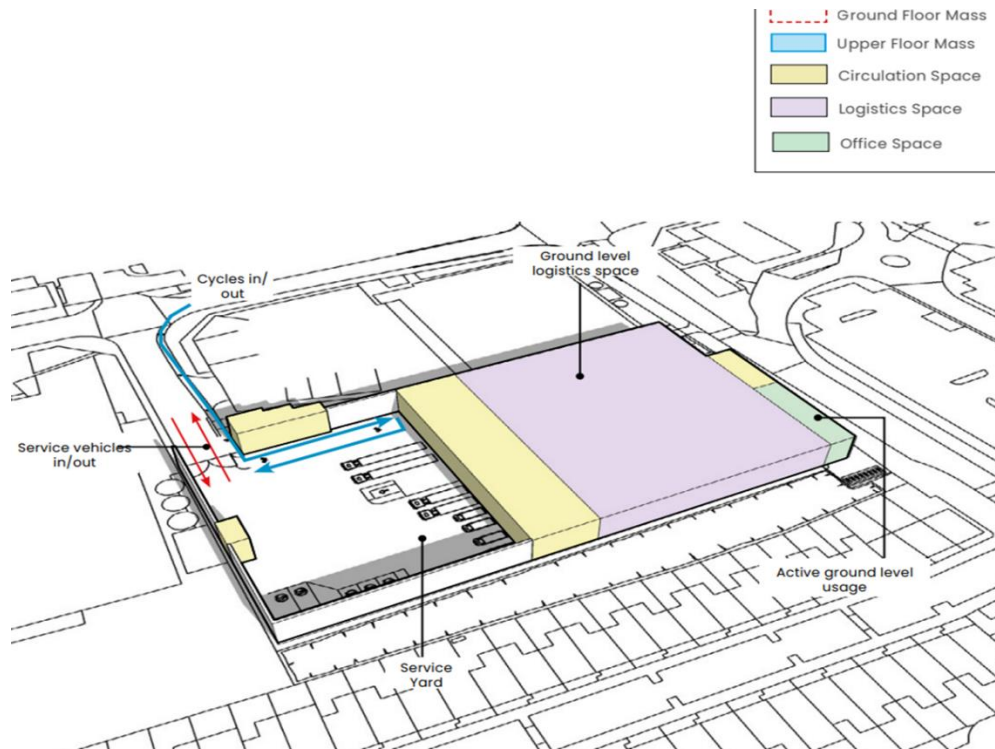 Ground Floor Mass
Upper Floor Mass
Circulation Space
Logistics Space
Office Space
Ground level
logistics space
Cycles in/
out
Service vehicles
in/out
Active ground level
usage
Service
Yard